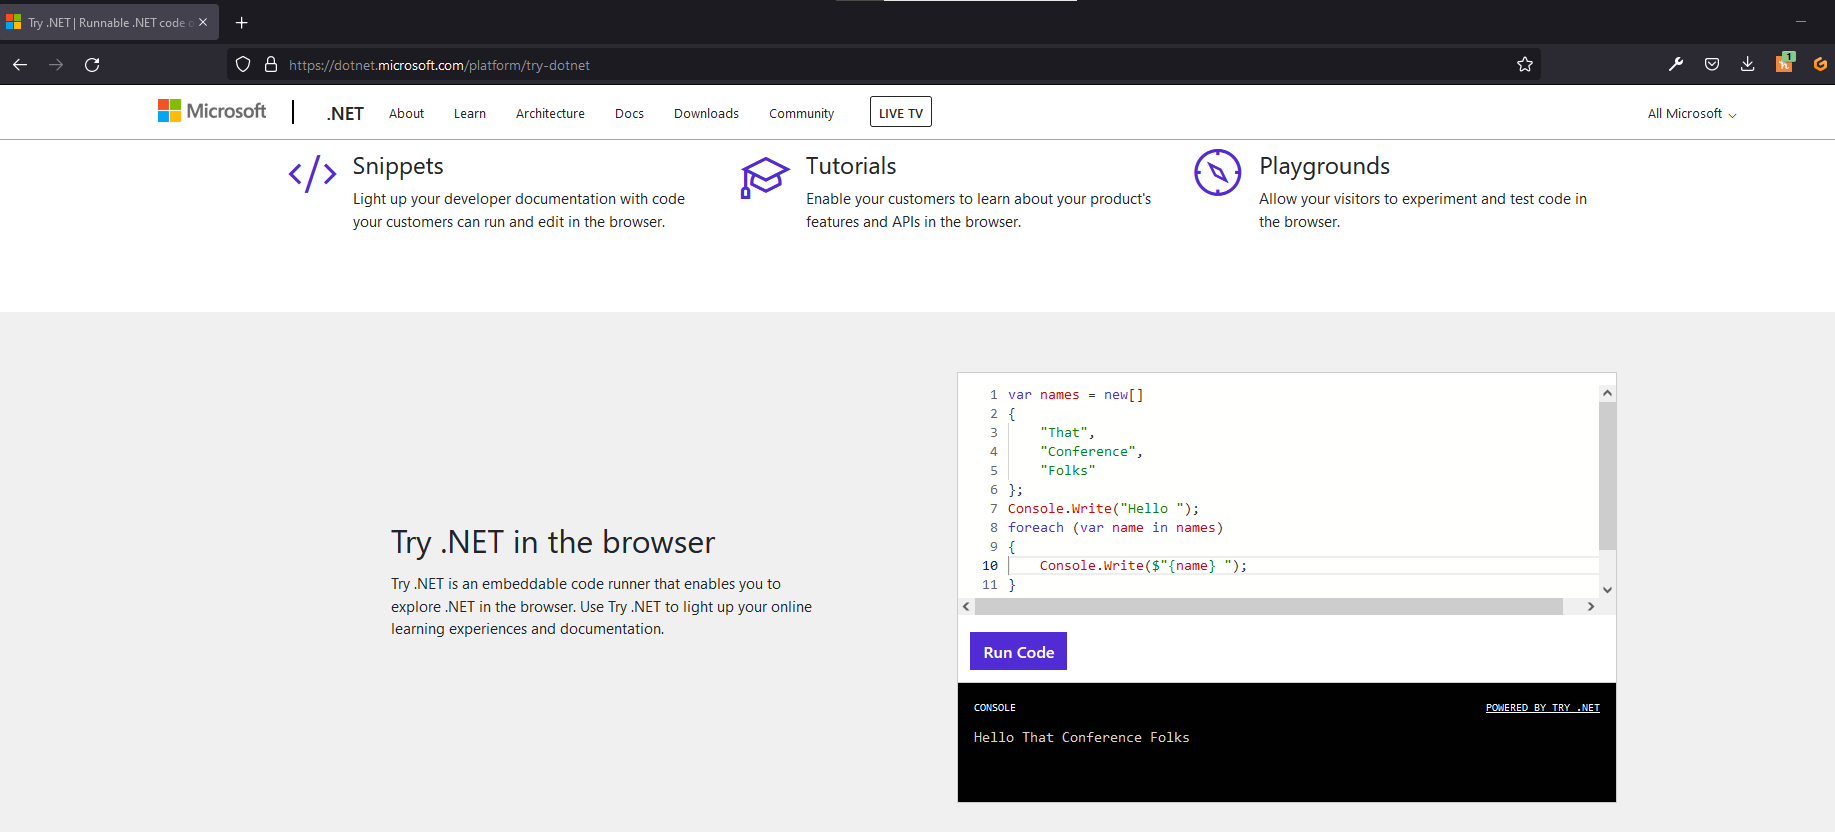 Try .NET | Runnable .NET code o
https://dotnet.microsoft.com/platform/try-dotnet
1
Microsoft
.NET
About
Learn
Architecture
Docs
Downloads
Community
LIVE TV
All Microsoft
Snippets
Light up your developer documentation with code
your customers can run and edit in the browser.
Tutorials
Enable your customers to learn about your product's
features and APIs in the browser.
Playgrounds
Allow your visitors to experiment and test code in
the browser.
Try .NET in the browser
Try .NET is an embeddable code runner that enables you to
explore .NET in the browser. Use Try .NET to light up your online
learning experiences and documentation.
1 var names = new[]
2 {
3     "That",
4     "Conference",
5     "Folks"
6 };
7 Console.Write("Hello ");
8 foreach (var name in names)
9 {
10     Console.Write($"{name} ");
11 }
Run Code
CONSOLE
POWERED BY TRY .NET
Hello That Conference Folks